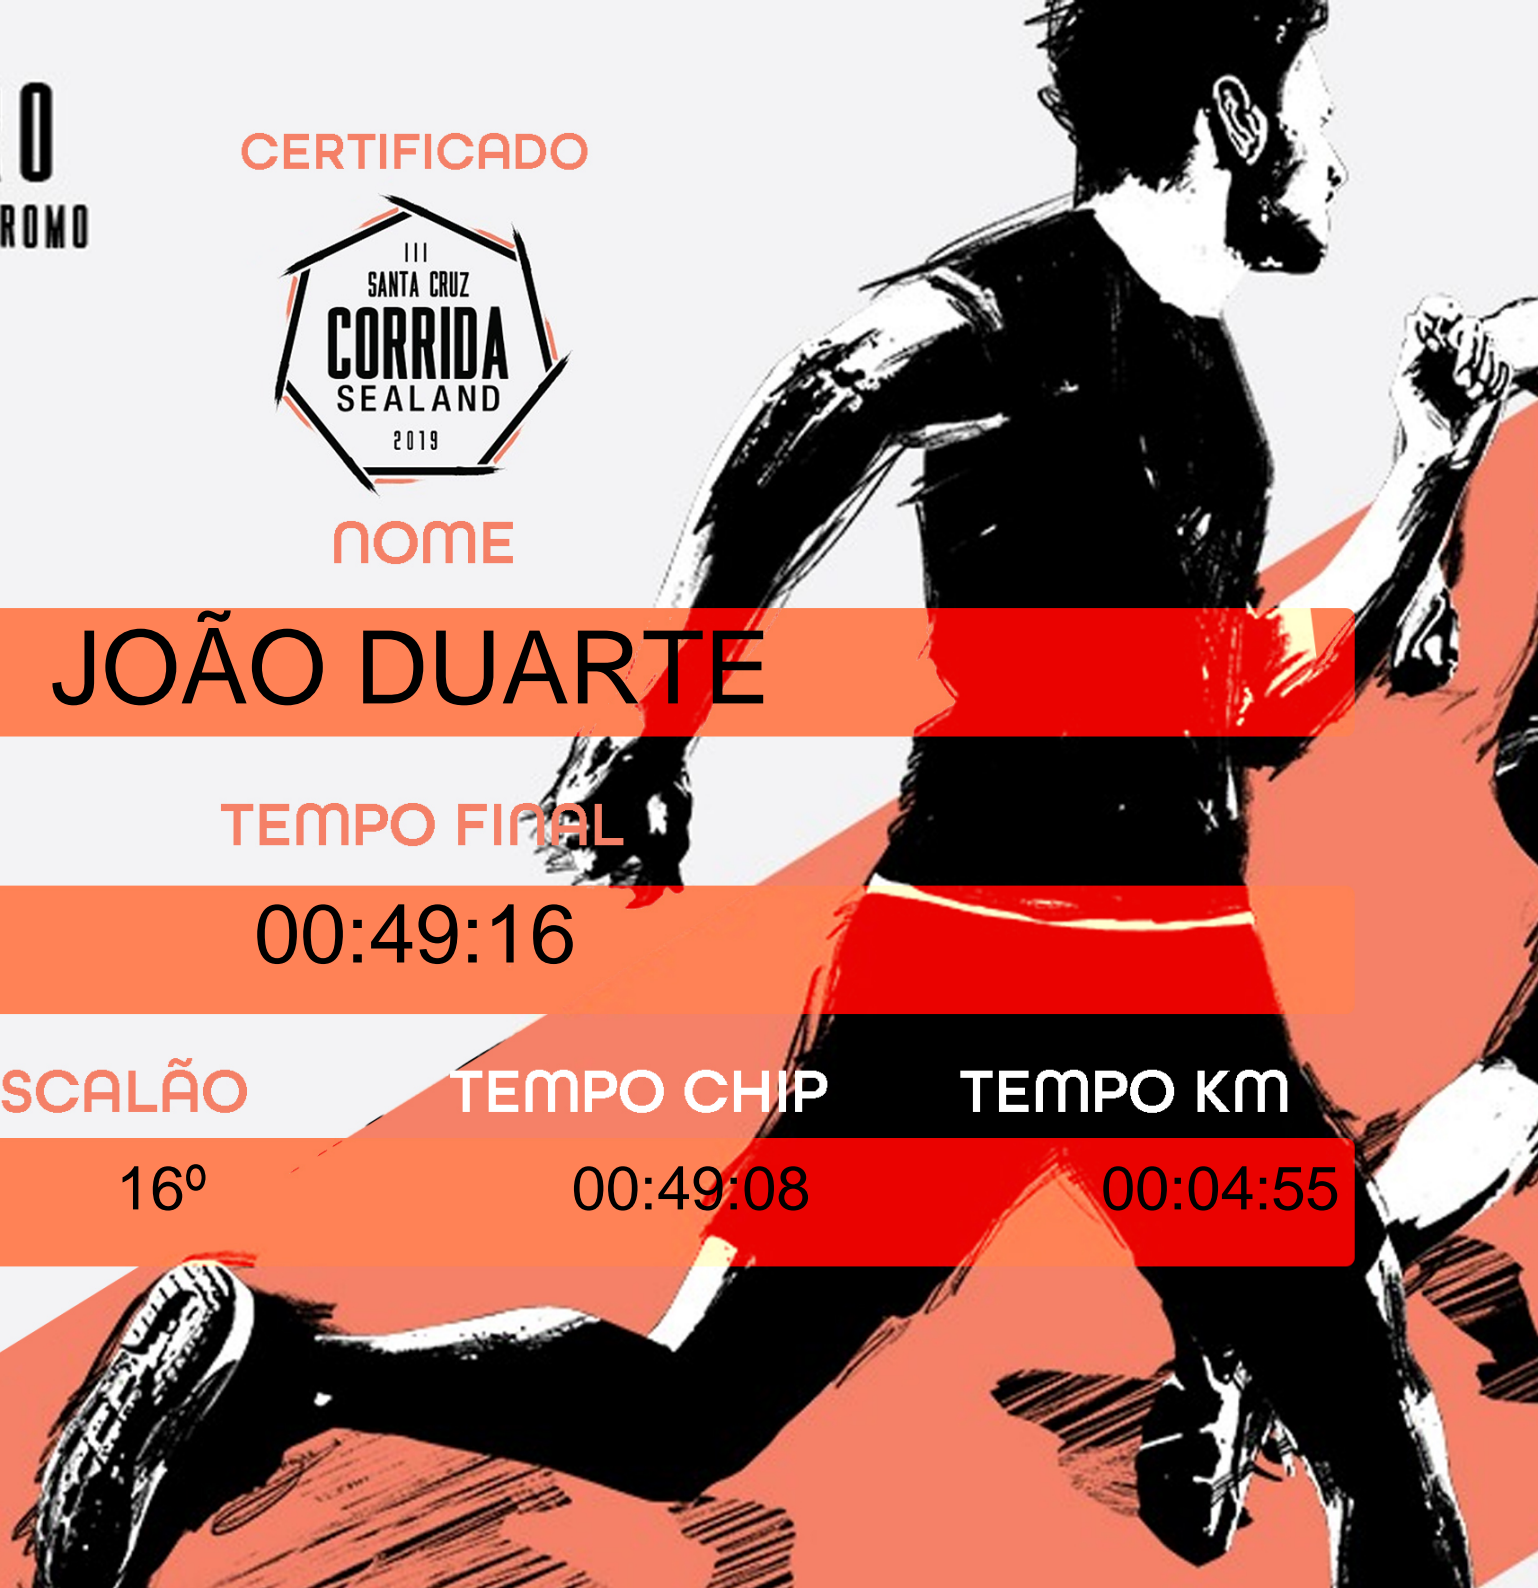 O
ROMO
CERTIFICADO
III
SANTA CRUZ
CORRIDA
SEALAND
2019
NOME
JOÃO DUARTE
TEMPO FINAL
00:49:16
SCALÃO TEMPO CHIP TEMPO KM
16º 00:49:08 00:04:55